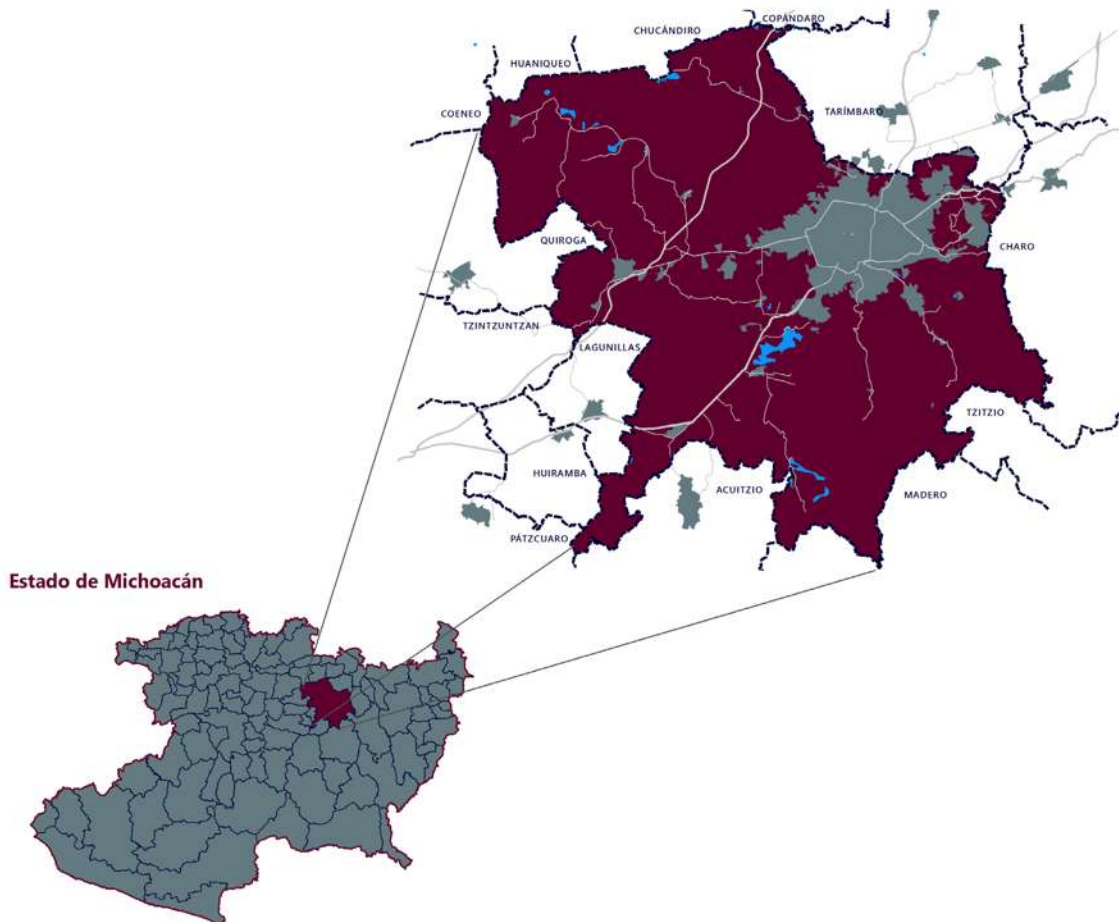 COPÁNDARO
CHUCÁNDIRO
HUANIQUEO
COENEO
TARÍMBARO
QUIROGA
CHARO
TZINTZUNTZAN
LAGUNILLAS
TZITZIO
HUIRAMBA
ACUITZIO
MADERO
PÁTZCUARO
Estado de Michoacán